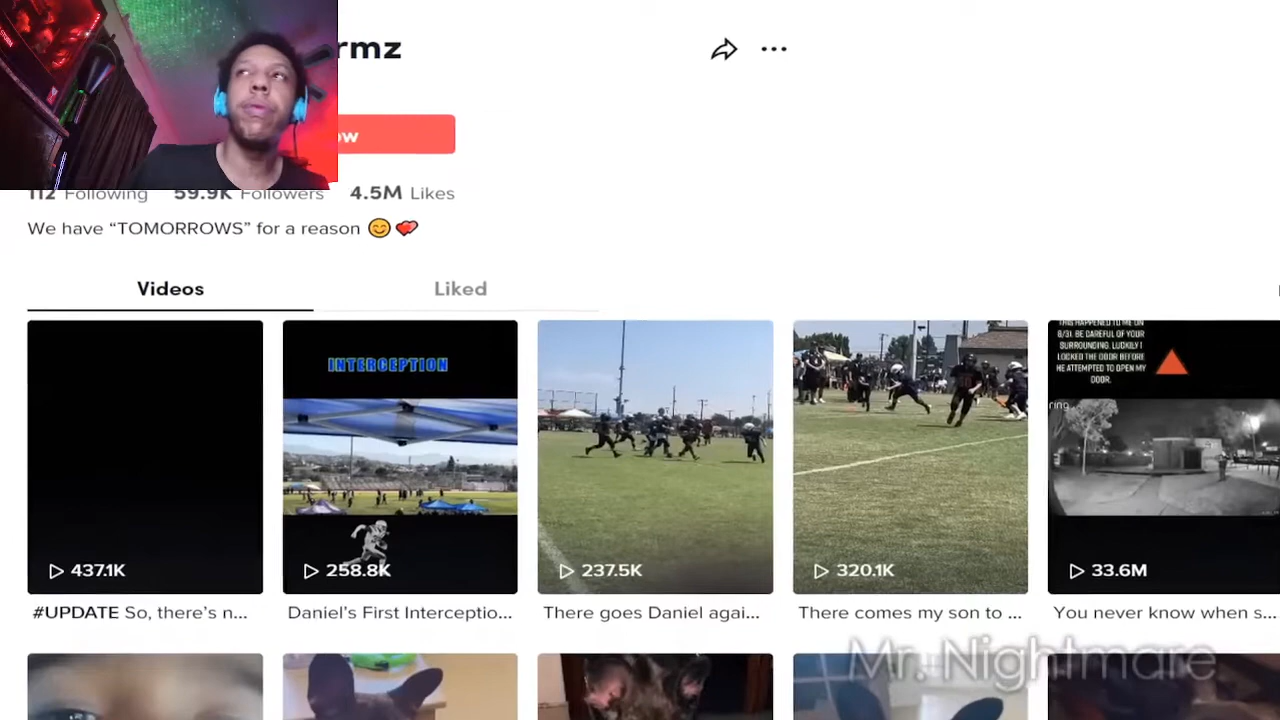 rmz
ow
112 Following 59.9K Followers 4.5M Likes
We have “TOMORROWS” for a reason 😊💕
Videos Liked
INTERCEPTION
THIS HAPPENED TO ME ON
8/31. BE CAREFUL OF YOUR
SURROUNDING. LUCKILY I
LOCKED THE DOOR BEFORE
HE ATTEMPTED TO OPEN MY
DOOR.
ring
437.1K 258.8K 237.5K 320.1K 33.6M
#UPDATE So, there’s n...
Daniel’s First Interceptio...
There goes Daniel agai...
There comes my son to ...
You never know when s...
Mr. Nightmare